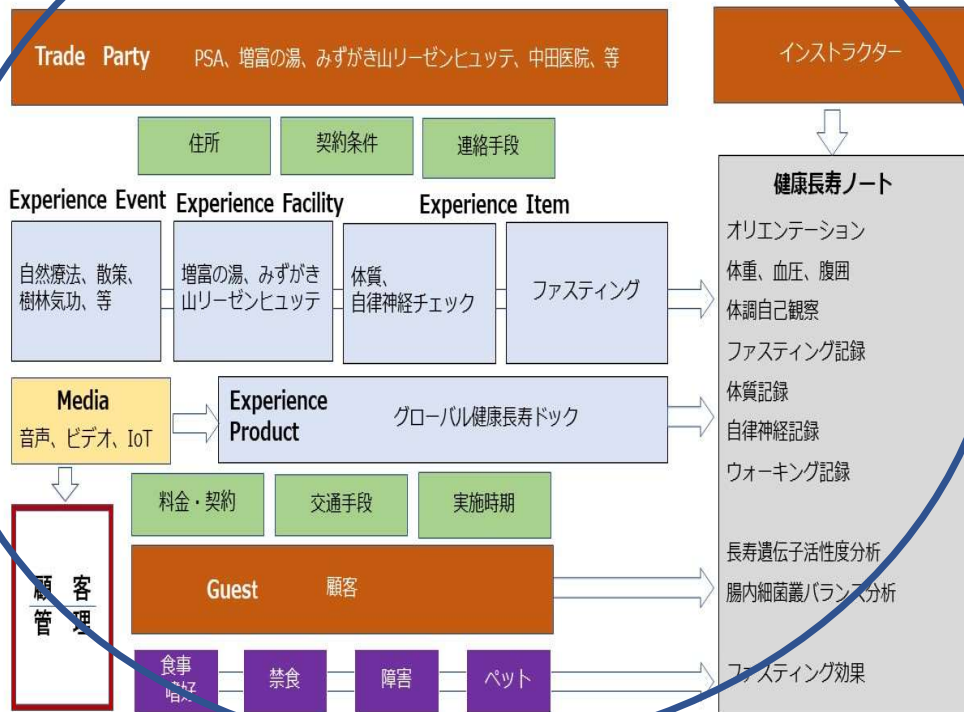 Trade Party PSA、増富の湯、みずがき山リーゼンヒュッテ、中田医院、等
インストラクター
住所
契約条件
連絡手段
Experience Event
Experience Facility
Experience Item
自然療法、散策、
樹林気功、等
増富の湯、みずがき
山リーゼンヒュッテ
体質、
自律神経チェック
ファスティング
Media
音声、ビデオ、IoT
Experience
Product
グローバル健康長寿ドック
料金・契約
交通手段
実施時期
顧 客
管 理
Guest 顧客
食事
嗜好
禁食
障害
ペット
健康長寿ノート
オリエンテーション
体重、血圧、腹囲
体調自己観察
ファスティング記録
体質記録
自律神経記録
ウォーキング記録
長寿遺伝子活性度分析
腸内細菌叢バランス分析
ファスティング効果